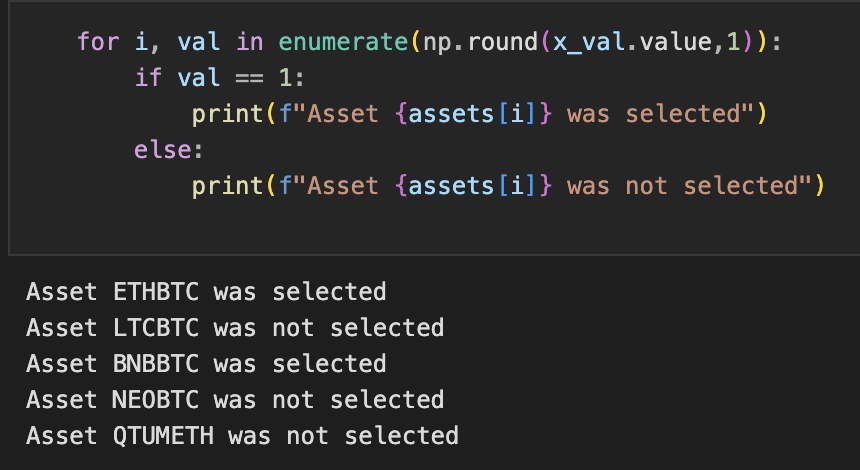 for i, val in enumerate(np.round(x_val.value,1)):
    if val == 1:
        print(f"Asset {assets[i]} was selected")
    else:
        print(f"Asset {assets[i]} was not selected")
Asset ETHBTC was selected
Asset LTCBTC was not selected
Asset BNBBTC was selected
Asset NEOBTC was not selected
Asset QTUMETH was not selected